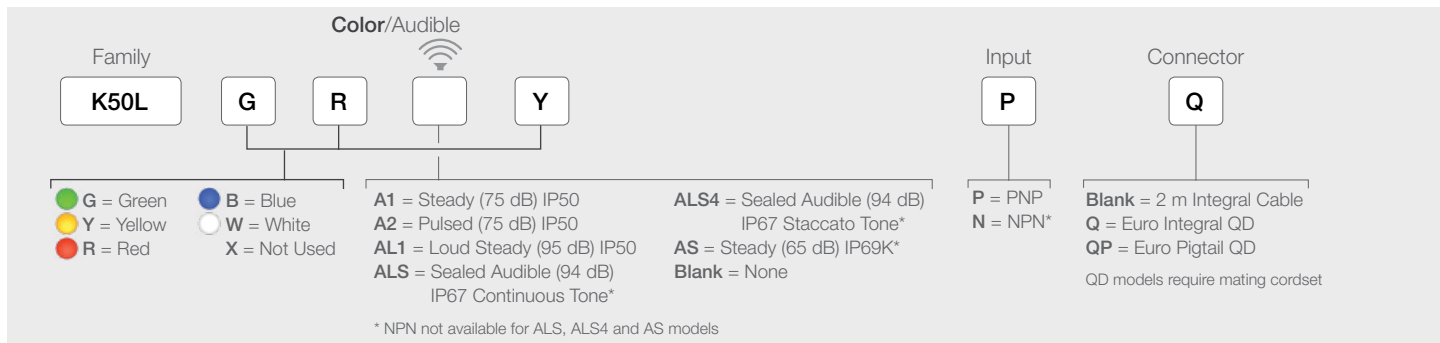 Color/Audible
Family
Input
Connector
K50L G R Y P Q
G = Green
Y = Yellow
R = Red
B = Blue
W = White
X = Not Used
A1 = Steady (75 dB) IP50
A2 = Pulsed (75 dB) IP50
AL1 = Loud Steady (95 dB) IP50
ALS = Sealed Audible (94 dB)
IP67 Continuous Tone*
ALS4 = Sealed Audible (94 dB)
IP67 Staccato Tone*
AS = Steady (65 dB) IP69K*
Blank = None
* NPN not available for ALS, ALS4 and AS models
P = PNP
N = NPN*
Blank = 2 m Integral Cable
Q = Euro Integral QD
QP = Euro Pigtail QD
QD models require mating cordset